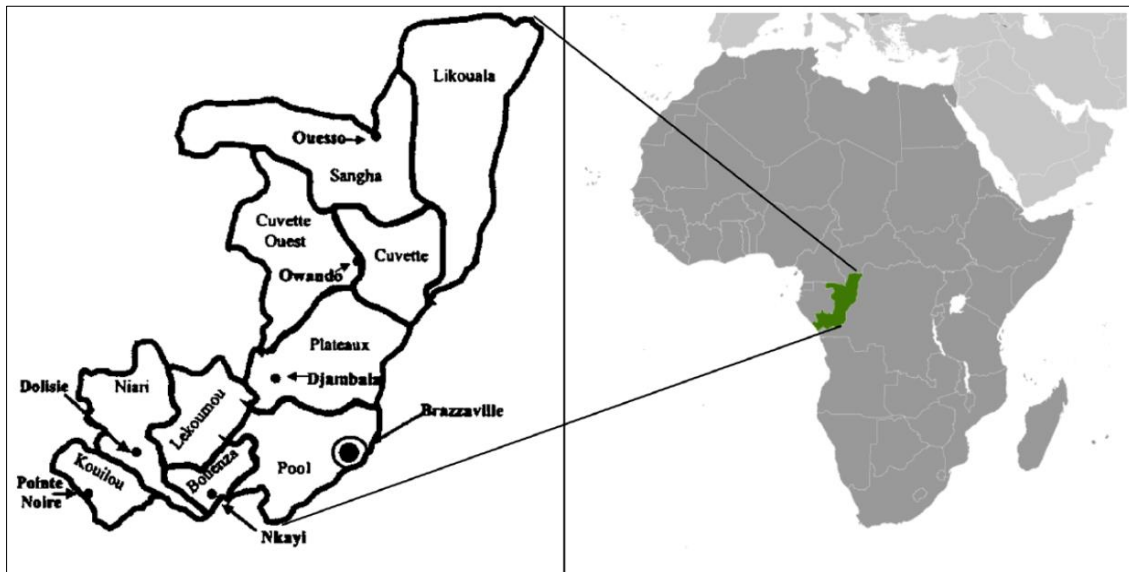 Likouala
Ouesso
Sangha
Cuvette
Ouest
Cuvette
Owando
Plateaux
Djambala
Dolisie
Niari
Lekoumou
Brazzaville
Kouilou
Bouenza
Pool
Pointe
Noire
Nkayi